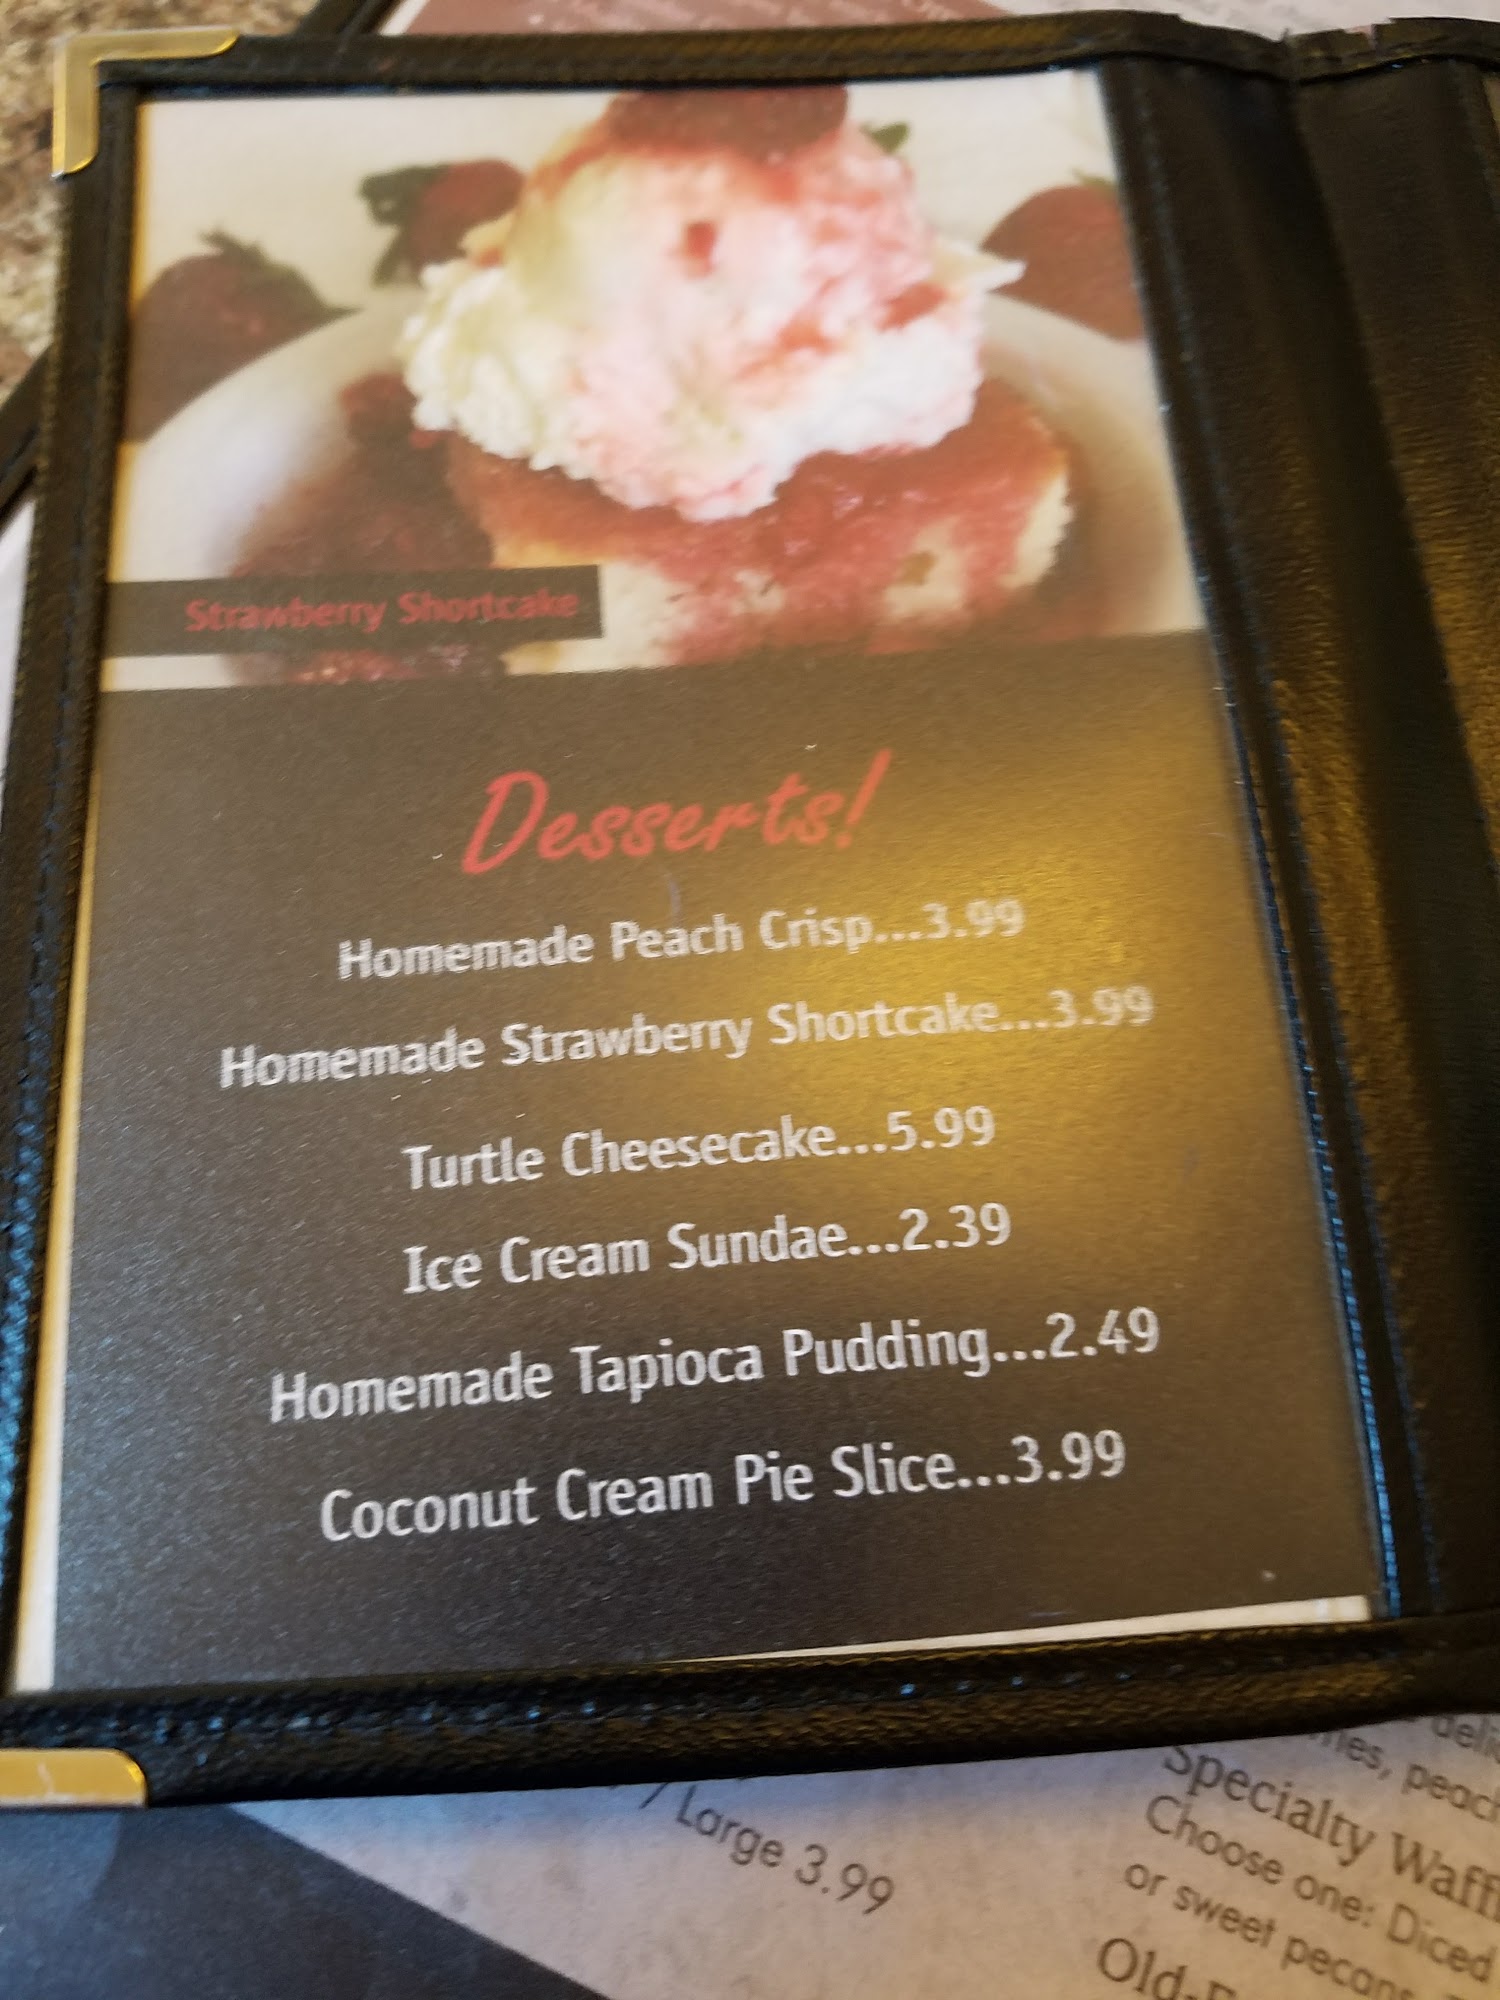 Strawberry Shortcake
Desserts!
Homemade Peach Crisp...3.99
Homemade Strawberry Shortcake...3.99
Turtle Cheesecake...5.99
Ice Cream Sundae...2.39
Homemade Tapioca Pudding...2.49
Coconut Cream Pie Slice...3.99
/ Large 3.99
Specialty
Choose one: Diced
or sweet pecans.